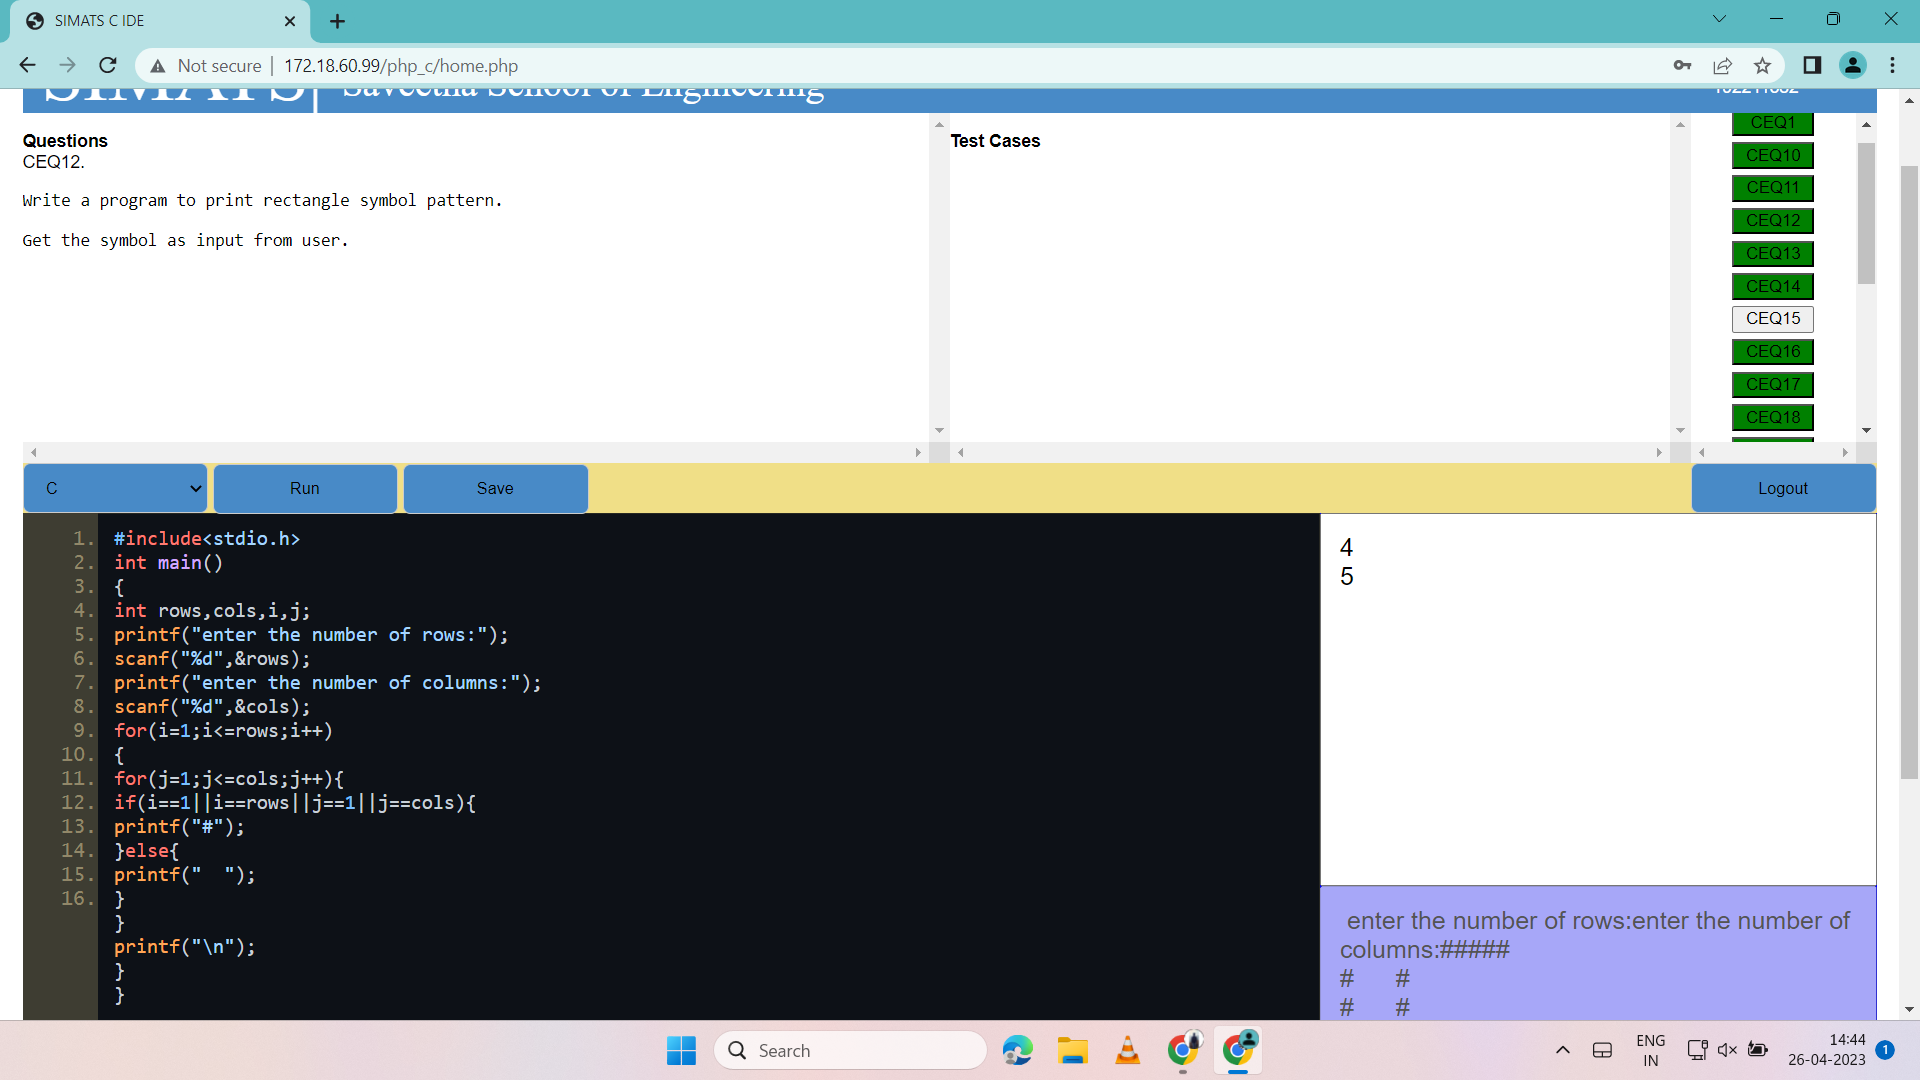 SIMATS C IDE
Not secure | 172.18.60.99/php_c/home.php
SIMATS Saveetha School of Engineering
Questions
CEQ12.
Write a program to print rectangle symbol pattern.
Get the symbol as input from user.
Test Cases
CEQ1
CEQ10
CEQ11
CEQ12
CEQ13
CEQ14
CEQ15
CEQ16
CEQ17
CEQ18
C
Run
Save
Logout
1. #include<stdio.h>
2. int main()
3. {
4. int rows,cols,i,j;
5. printf("enter the number of rows:");
6. scanf("%d",&rows);
7. printf("enter the number of columns:");
8. scanf("%d",&cols);
9. for(i=1;i<=rows;i++)
10. {
11. for(j=1;j<=cols;j++){
12. if(i==1||i==rows||j==1||j==cols){
13. printf("#");
14. }else{
15. printf("  ");
16. }
}
printf("\n");
}
}
4
5
enter the number of rows:enter the number of
columns:#####
#      #
#      #
Search
ENG
IN
14:44
26-04-2023
1